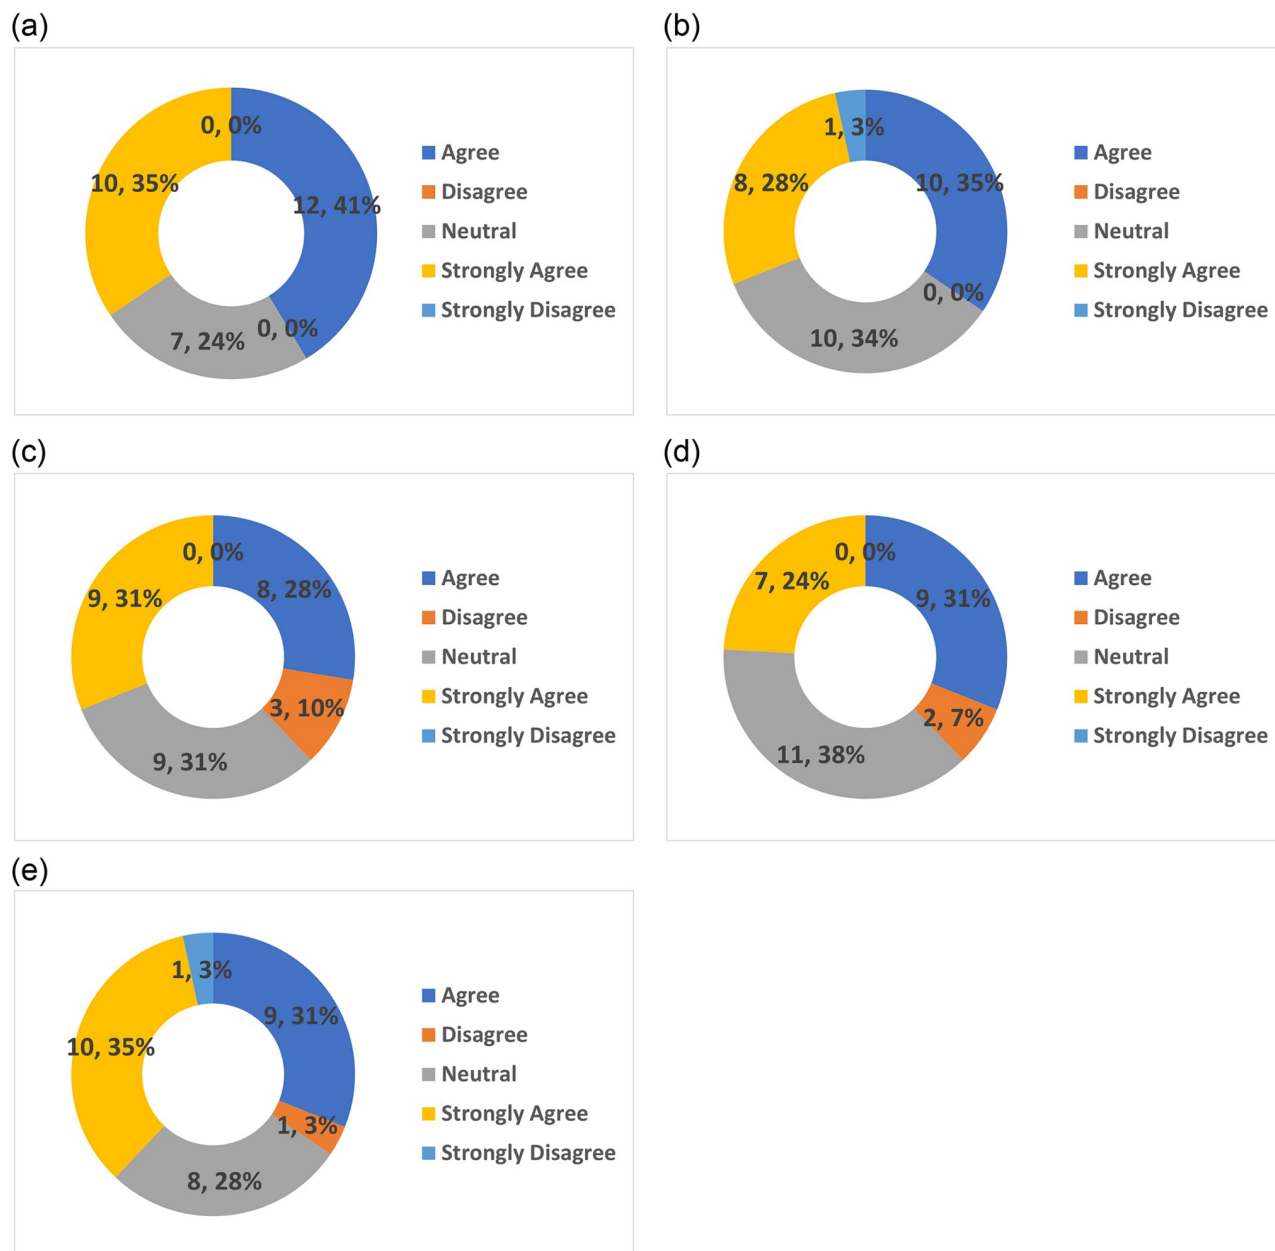 (a)
0, 0%
10, 35%
12, 41%
0, 0%
7, 24%
Agree
Disagree
Neutral
Strongly Agree
Strongly Disagree
(b)
1, 3%
8, 28%
10, 35%
0, 0%
10, 34%
Agree
Disagree
Neutral
Strongly Agree
Strongly Disagree
(c)
0, 0%
9, 31%
8, 28%
3, 10%
9, 31%
Agree
Disagree
Neutral
Strongly Agree
Strongly Disagree
(d)
0, 0%
7, 24%
9, 31%
2, 7%
11, 38%
Agree
Disagree
Neutral
Strongly Agree
Strongly Disagree
(e)
1, 3%
9, 31%
10, 35%
1, 3%
8, 28%
Agree
Disagree
Neutral
Strongly Agree
Strongly Disagree